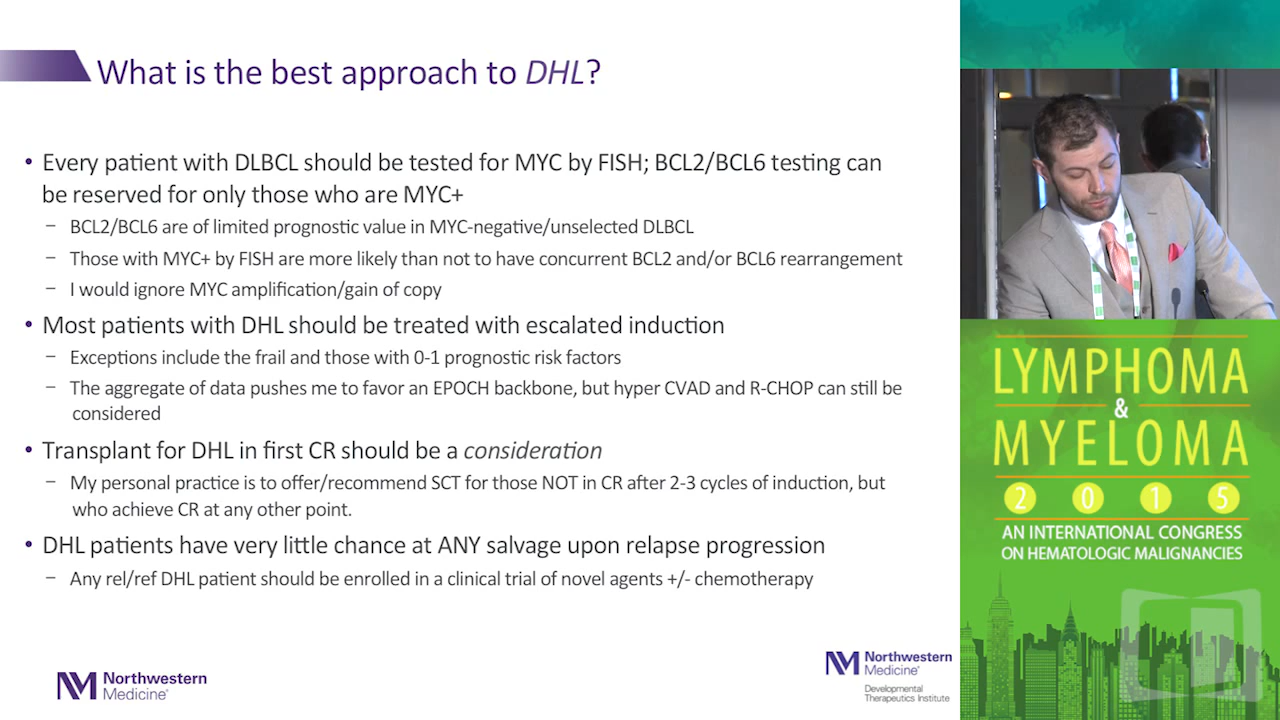 What is the best approach to DHL?
• Every patient with DLBCL should be tested for MYC by FISH; BCL2/BCL6 testing can
be reserved for only those who are MYC+
– BCL2/BCL6 are of limited prognostic value in MYC-negative/unselected DLBCL
– Those with MYC+ by FISH are more likely than not to have concurrent BCL2 and/or BCL6 rearrangement
– I would ignore MYC amplification/gain of copy
• Most patients with DHL should be treated with escalated induction
– Exceptions include the frail and those with 0-1 prognostic risk factors
– The aggregate of data pushes me to favor an EPOCH backbone, but hyper CVAD and R-CHOP can still be
considered
• Transplant for DHL in first CR should be a consideration
– My personal practice is to offer/recommend SCT for those NOT in CR after 2-3 cycles of induction, but
who achieve CR at any other point.
• DHL patients have very little chance at ANY salvage upon relapse progression
– Any rel/ref DHL patient should be enrolled in a clinical trial of novel agents +/- chemotherapy
NM Northwestern
Medicine®
NM Northwestern
Medicine®
Developmental
Therapeutics Institute
LYMPHOMA
&
MYELOMA
2 0 1 5
AN INTERNATIONAL CONGRESS
ON HEMATOLOGIC MALIGNANCIES